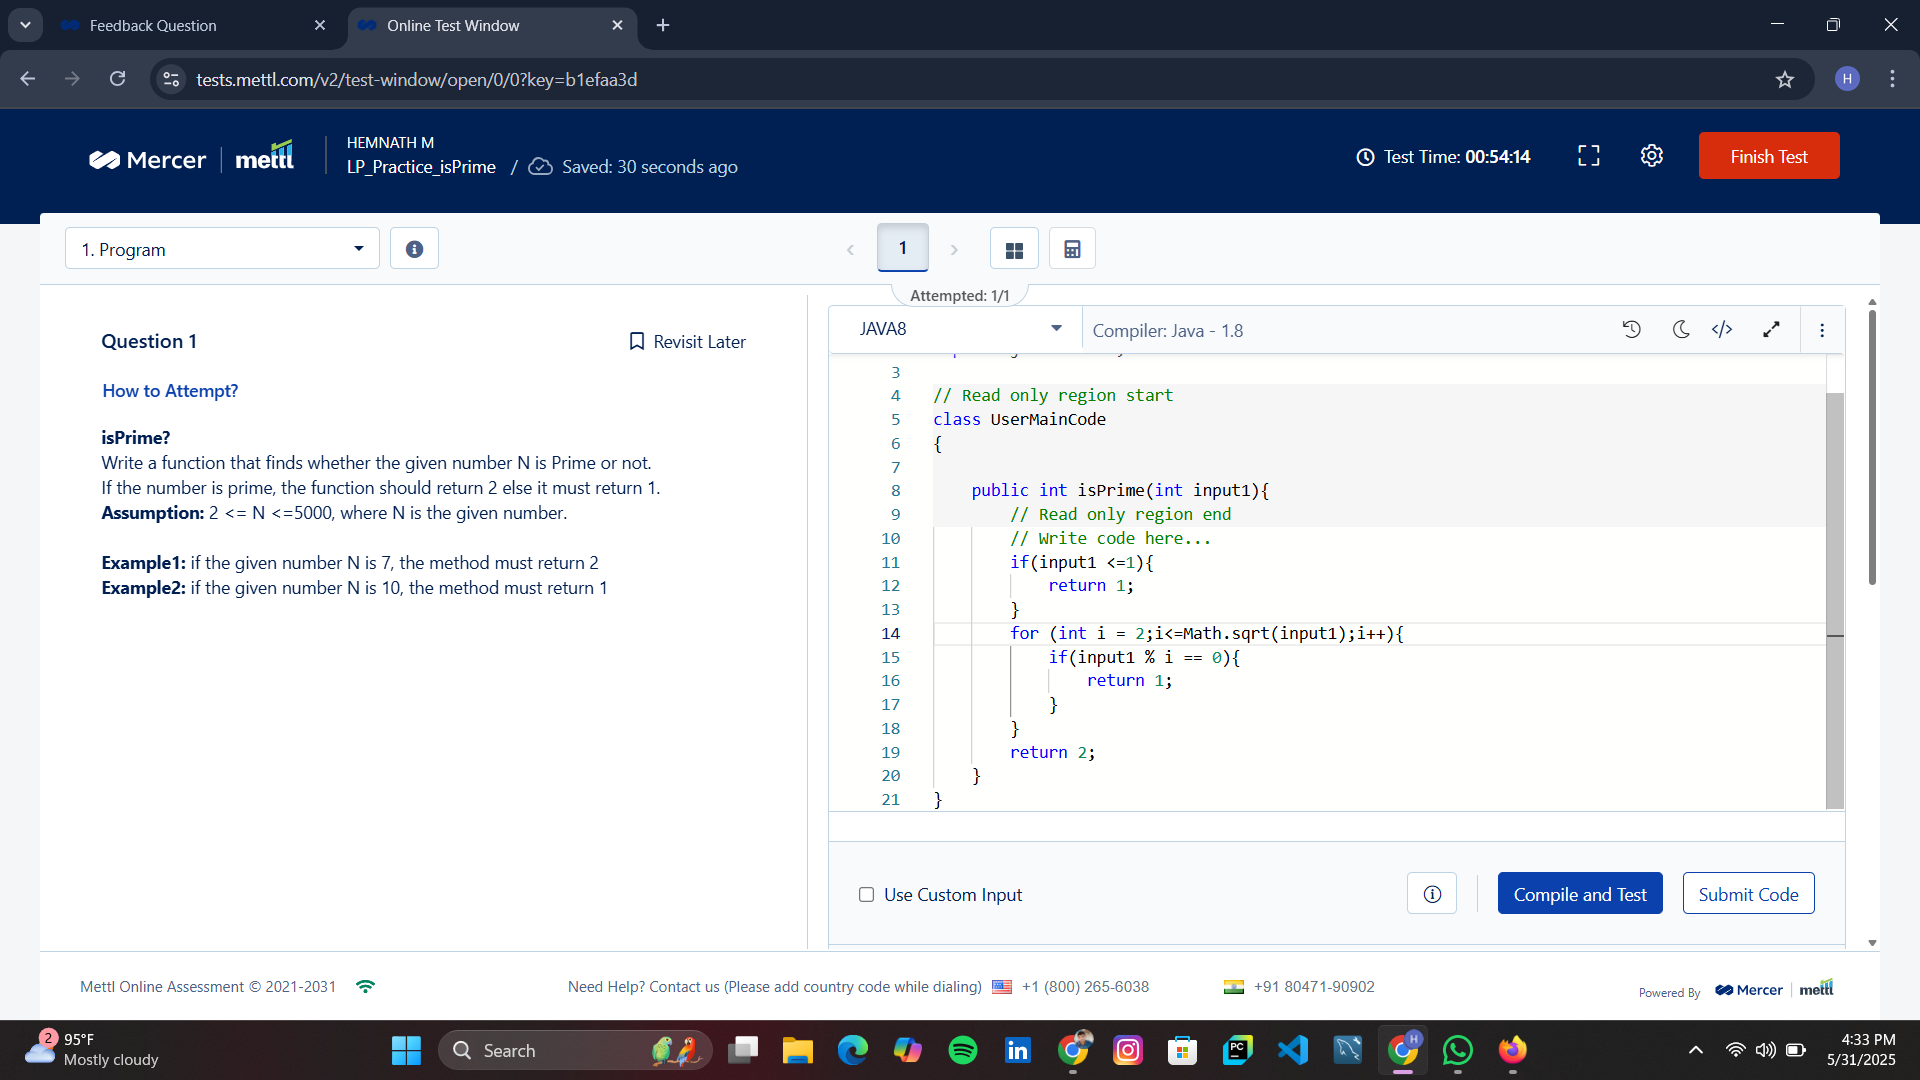 Feedback Question
Online Test Window
tests.mettl.com/v2/test-window/open/0/0?key=b1efaa3d
H
Mercer
mettl
HEMNATH M
LP_Practice_isPrime / Saved: 30 seconds ago
Test Time: 00:54:14
Finish Test
1. Program
1
Attempted: 1/1
Question 1
Revisit Later
How to Attempt?
isPrime?
Write a function that finds whether the given number N is Prime or not.
If the number is prime, the function should return 2 else it must return 1.
Assumption: 2 <= N <=5000, where N is the given number.
Example1: if the given number N is 7, the method must return 2
Example2: if the given number N is 10, the method must return 1
JAVA8
Compiler: Java - 1.8
3
4 // Read only region start
5 class UserMainCode
6 {
7
8 public int isPrime(int input1){
9 // Read only region end
10 // Write code here...
11 if(input1 <=1){
12 return 1;
13 }
14 for (int i = 2;i<=Math.sqrt(input1);i++){
15 if(input1 % i == 0){
16 return 1;
17 }
18 }
19 return 2;
20 }
21 }
Use Custom Input
Compile and Test
Submit Code
Mettl Online Assessment © 2021-2031
Need Help? Contact us (Please add country code while dialing) +1 (800) 265-6038
+91 80471-90902
Powered By Mercer mettl
2
95°F
Mostly cloudy
Search
PC
H
4:33 PM
5/31/2025